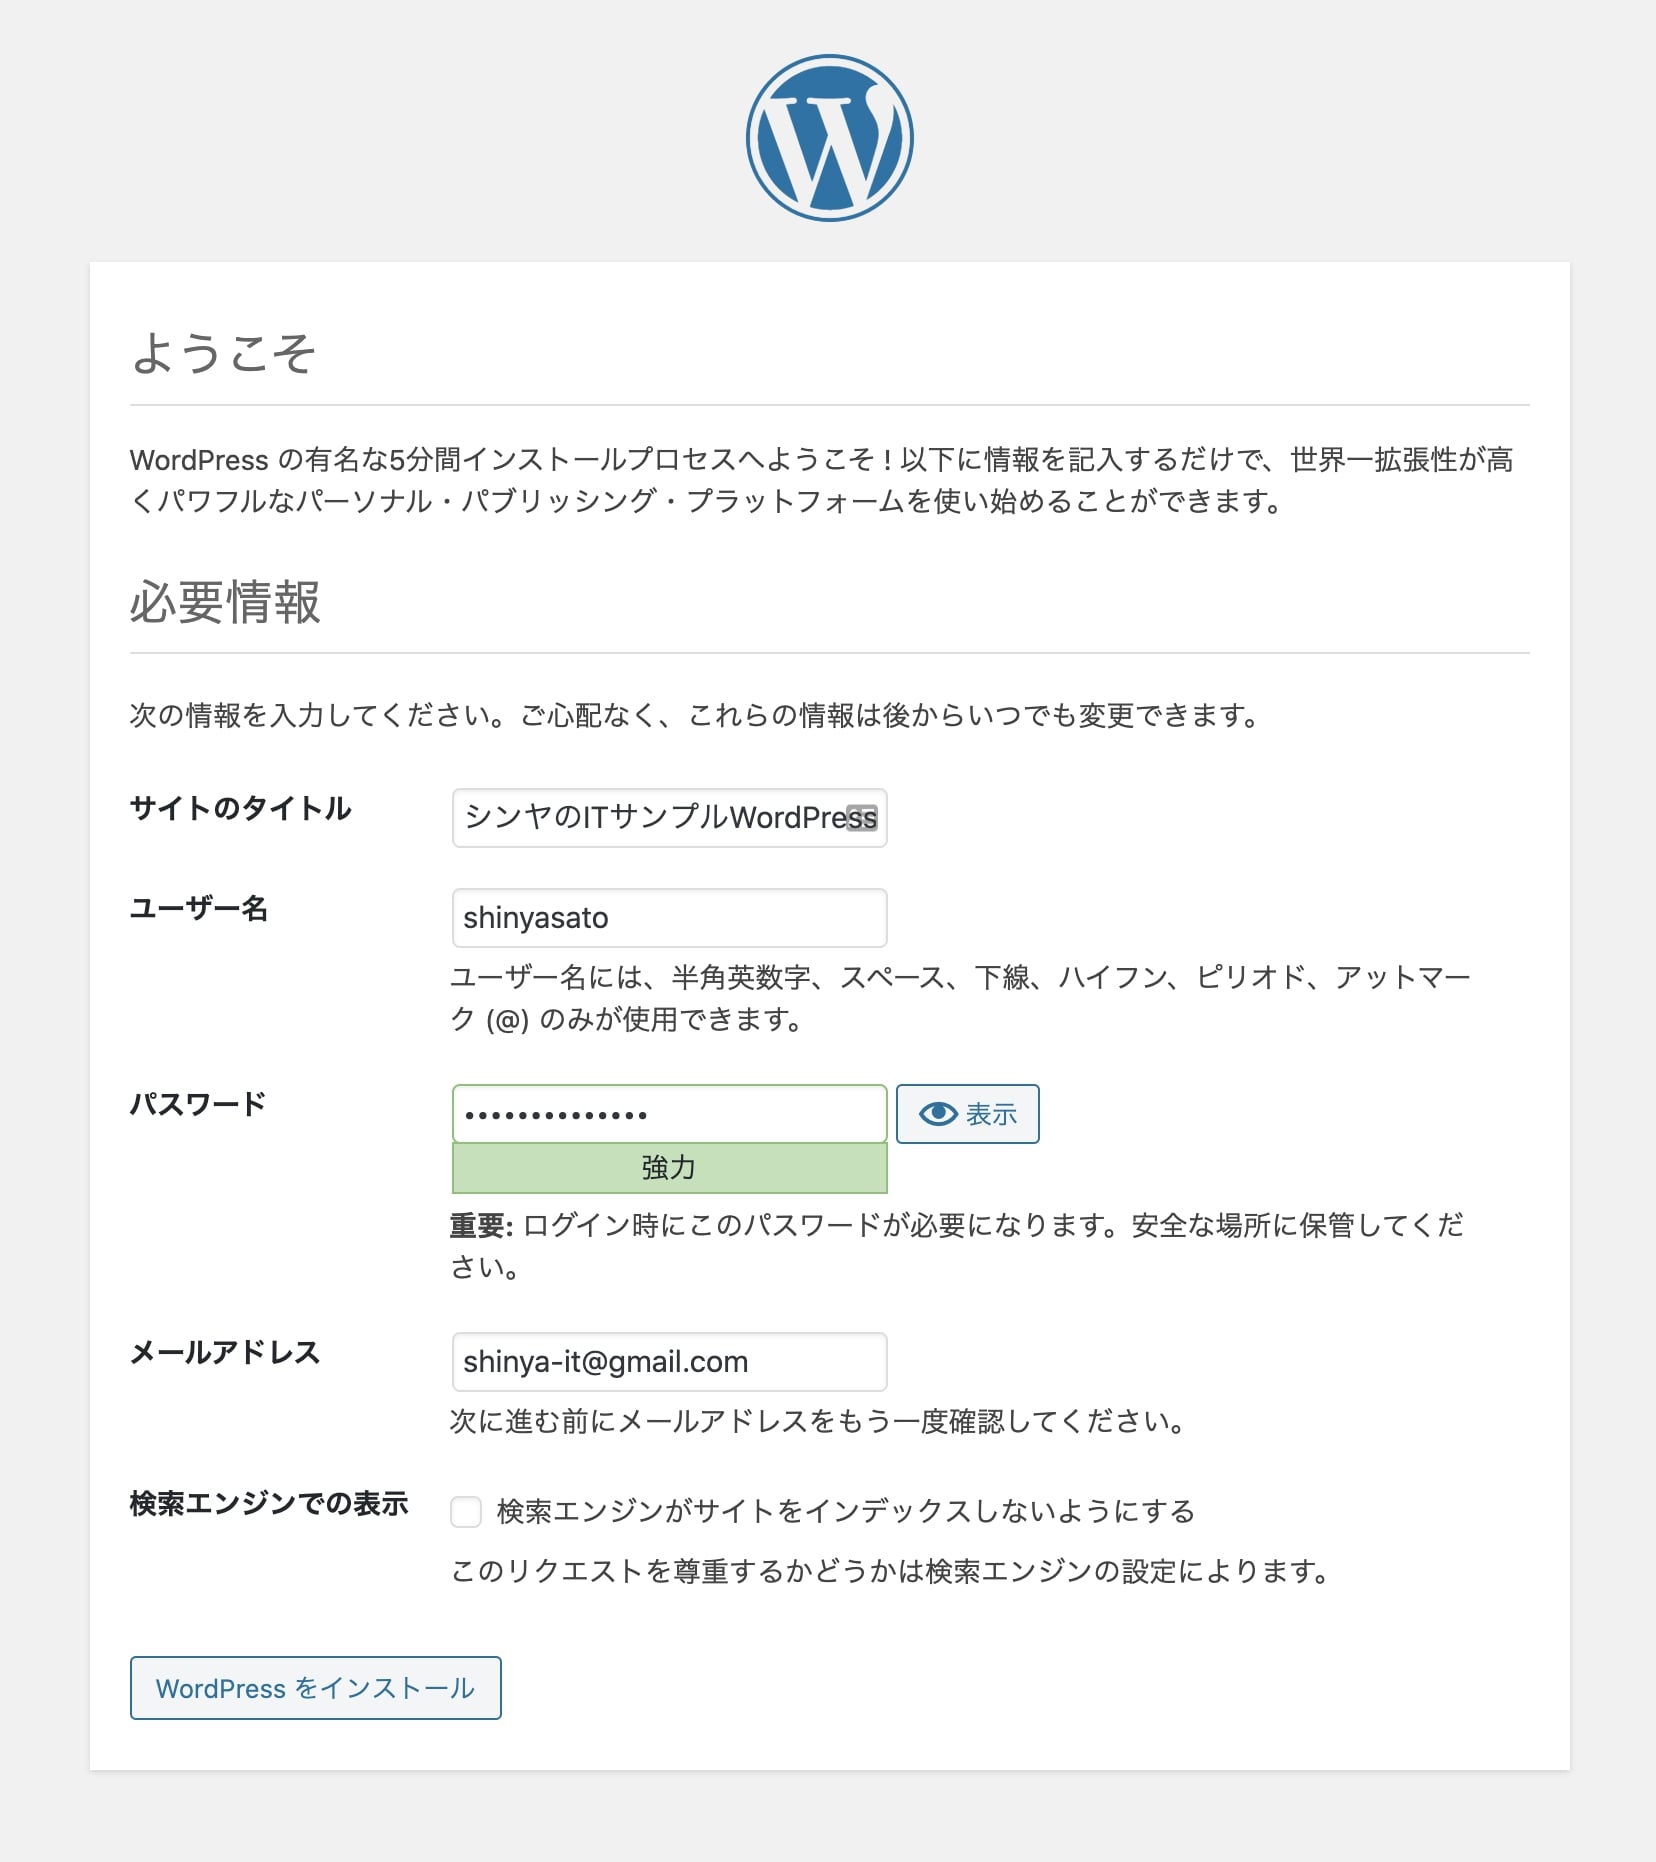 ようこそ
WordPress の有名な5分間インストールプロセスへようこそ ! 以下に情報を記入するだけで、世界一拡張性が高
くパワフルなパーソナル・パブリッシング・プラットフォームを使い始めることができます。
必要情報
次の情報を入力してください。ご心配なく、これらの情報は後からいつでも変更できます。
サイトのタイトル
シンヤのITサンプルWordPress
ユーザー名
shinyasato
ユーザー名には、半角英数字、スペース、下線、ハイフン、ピリオド、アットマー
ク (@) のみが使用できます。
パスワード
••••••••••••••
表示
強力
重要: ログイン時にこのパスワードが必要になります。安全な場所に保管してくだ
さい。
メールアドレス
shinya-it@gmail.com
次に進む前にメールアドレスをもう一度確認してください。
検索エンジンでの表示
検索エンジンがサイトをインデックスしないようにする
このリクエストを尊重するかどうかは検索エンジンの設定によります。
WordPress をインストール